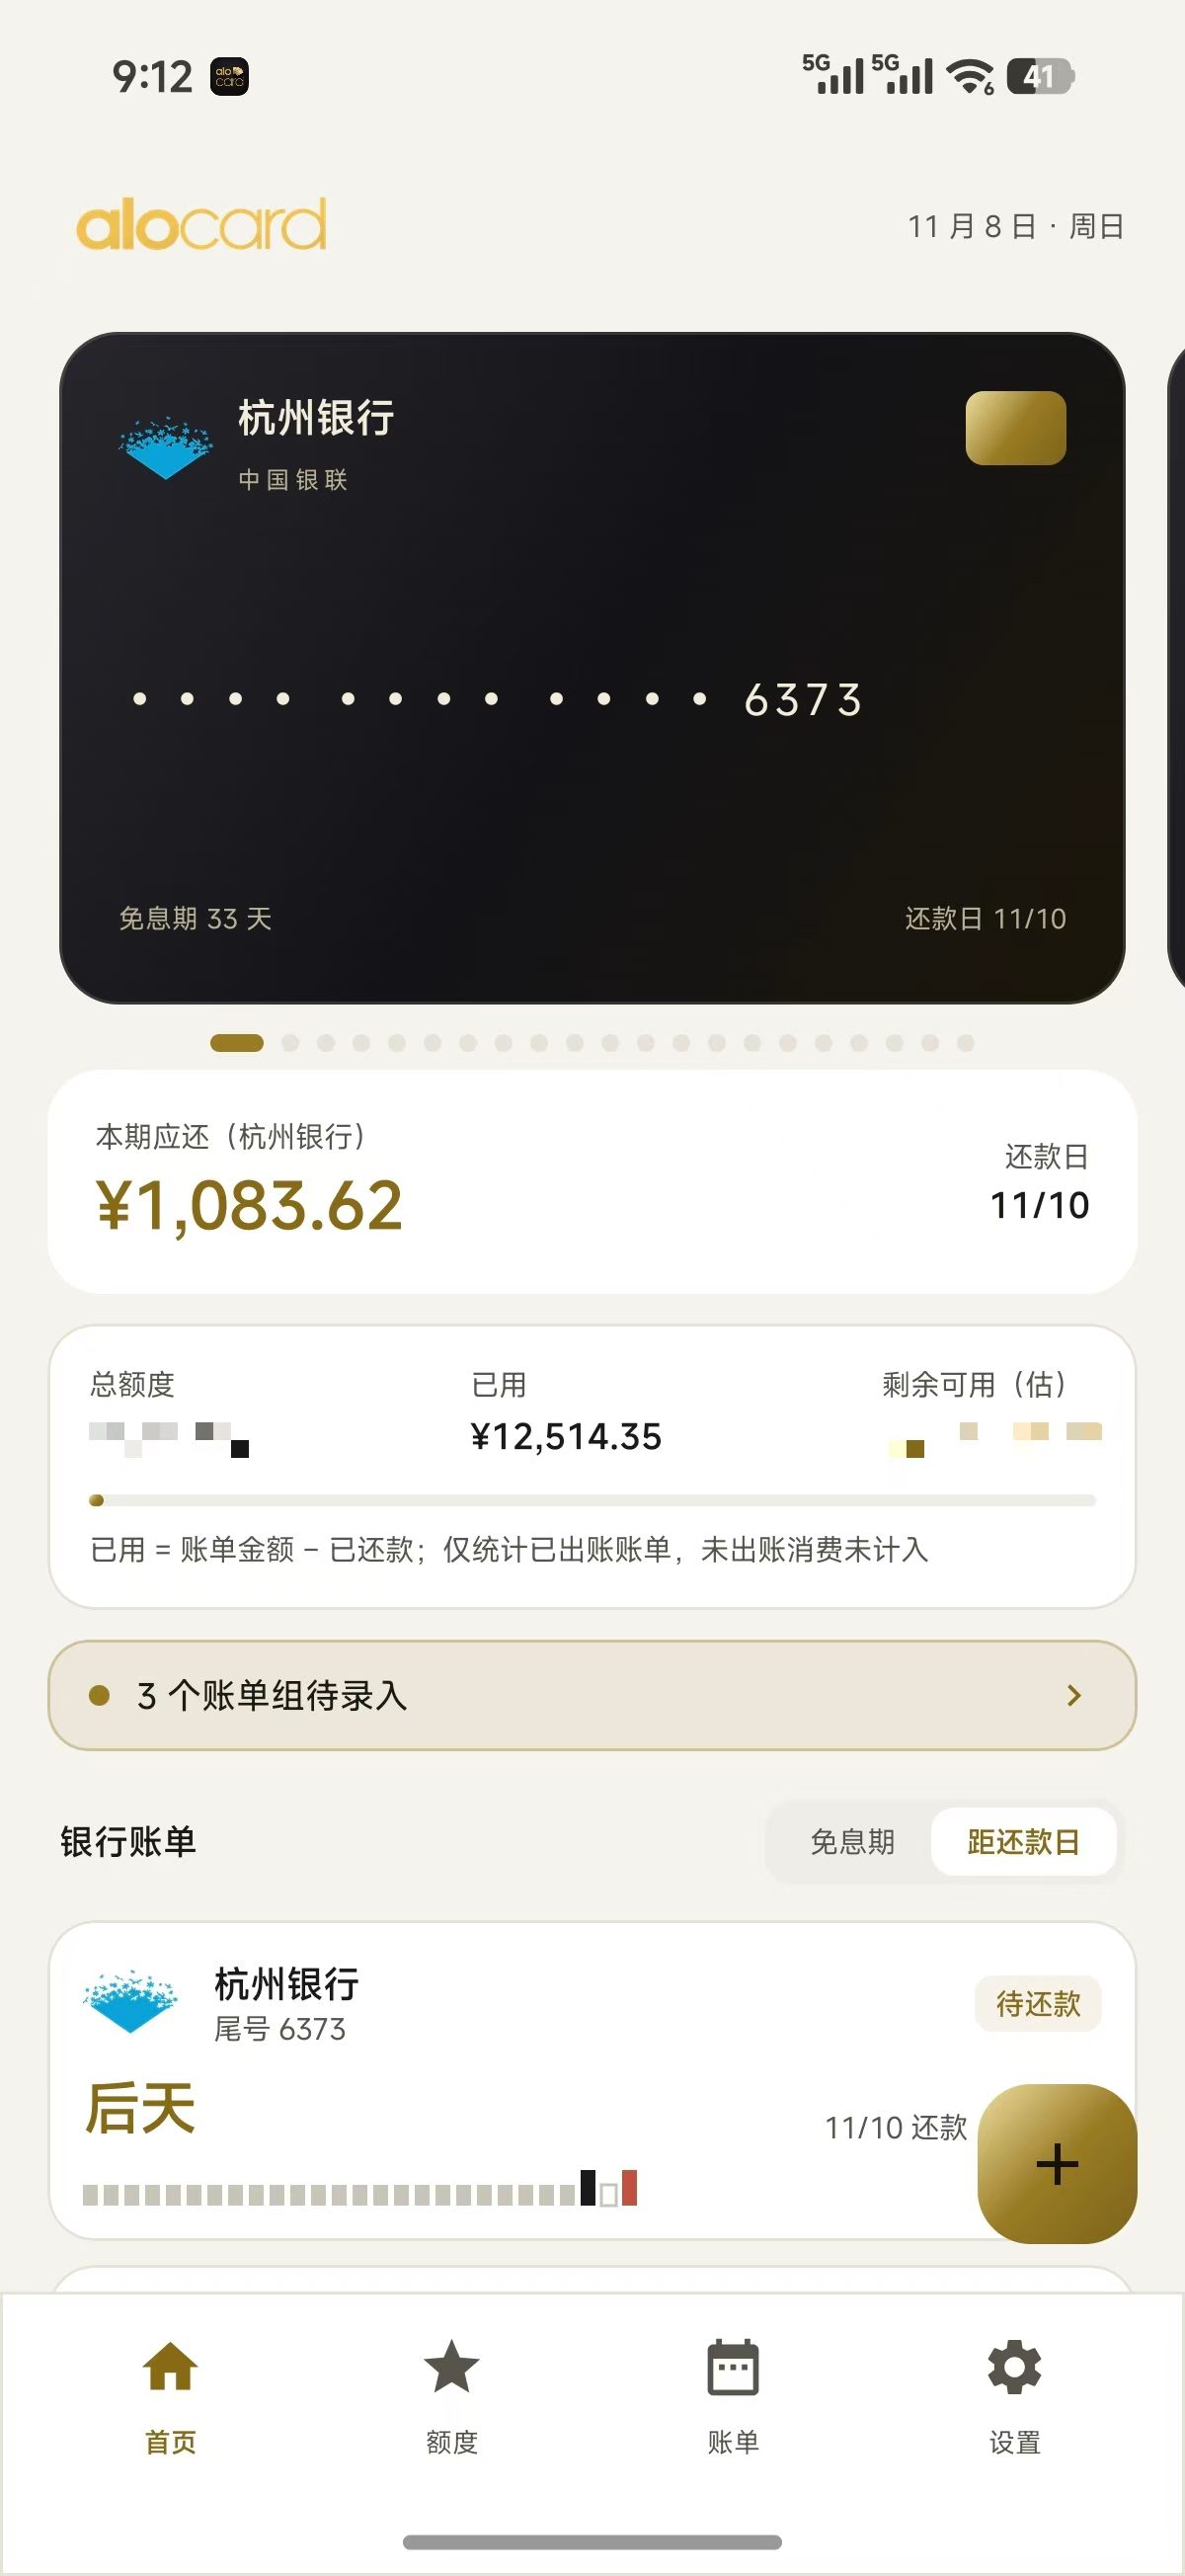 9:12
alo card
5G 5G 6 41
alocard
11 月 8 日 · 周日
杭州银行
中国银联
•••• •••• •••• 6373
免息期 33 天
还款日 11/10
本期应还（杭州银行）
¥1,083.62
还款日
11/10
总额度
已用
¥12,514.35
剩余可用（估）
已用 = 账单金额 − 已还款；仅统计已出账账单，未出账消费未计入
3 个账单组待录入
银行账单
免息期
距还款日
杭州银行
尾号 6373
待还款
后天
11/10 还款
首页
额度
账单
设置